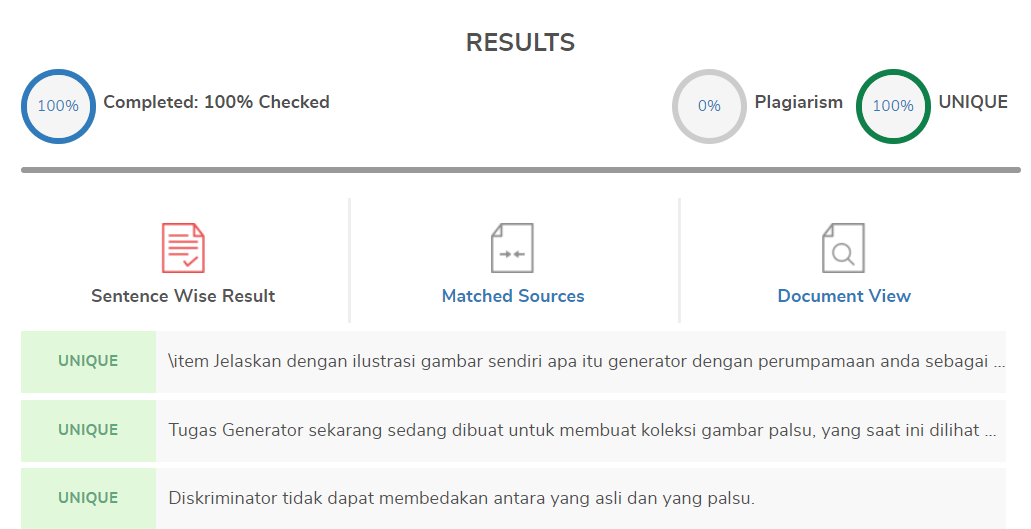 RESULTS
100% Completed: 100% Checked 0% Plagiarism 100% UNIQUE
Sentence Wise Result Matched Sources Document View
UNIQUE \item Jelaskan dengan ilustrasi gambar sendiri apa itu generator dengan perumpamaan anda sebagai ...
UNIQUE Tugas Generator sekarang sedang dibuat untuk membuat koleksi gambar palsu, yang saat ini dilihat ...
UNIQUE Diskriminator tidak dapat membedakan antara yang asli dan yang palsu.